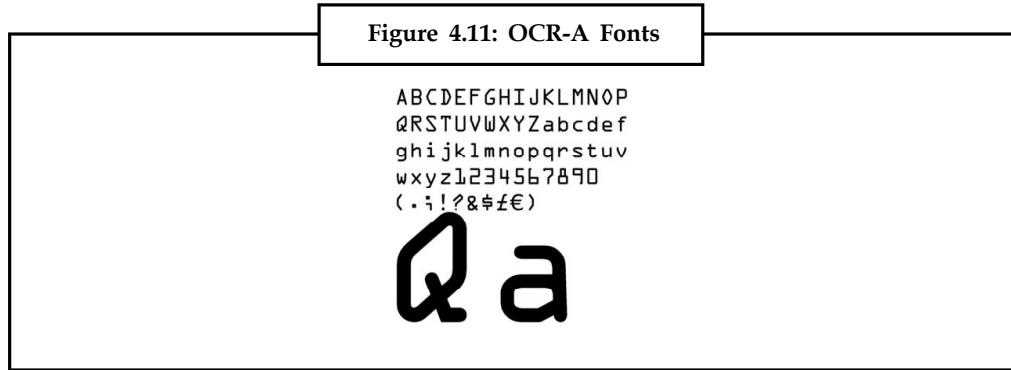 Figure 4.11: OCR-A Fonts
ABCDEFGHIJKLMNOP
QRSTUVWXYZabcdef
ghijklmnopqrstuv
wxyz1234567890
(.;!?&$£€)
Qa